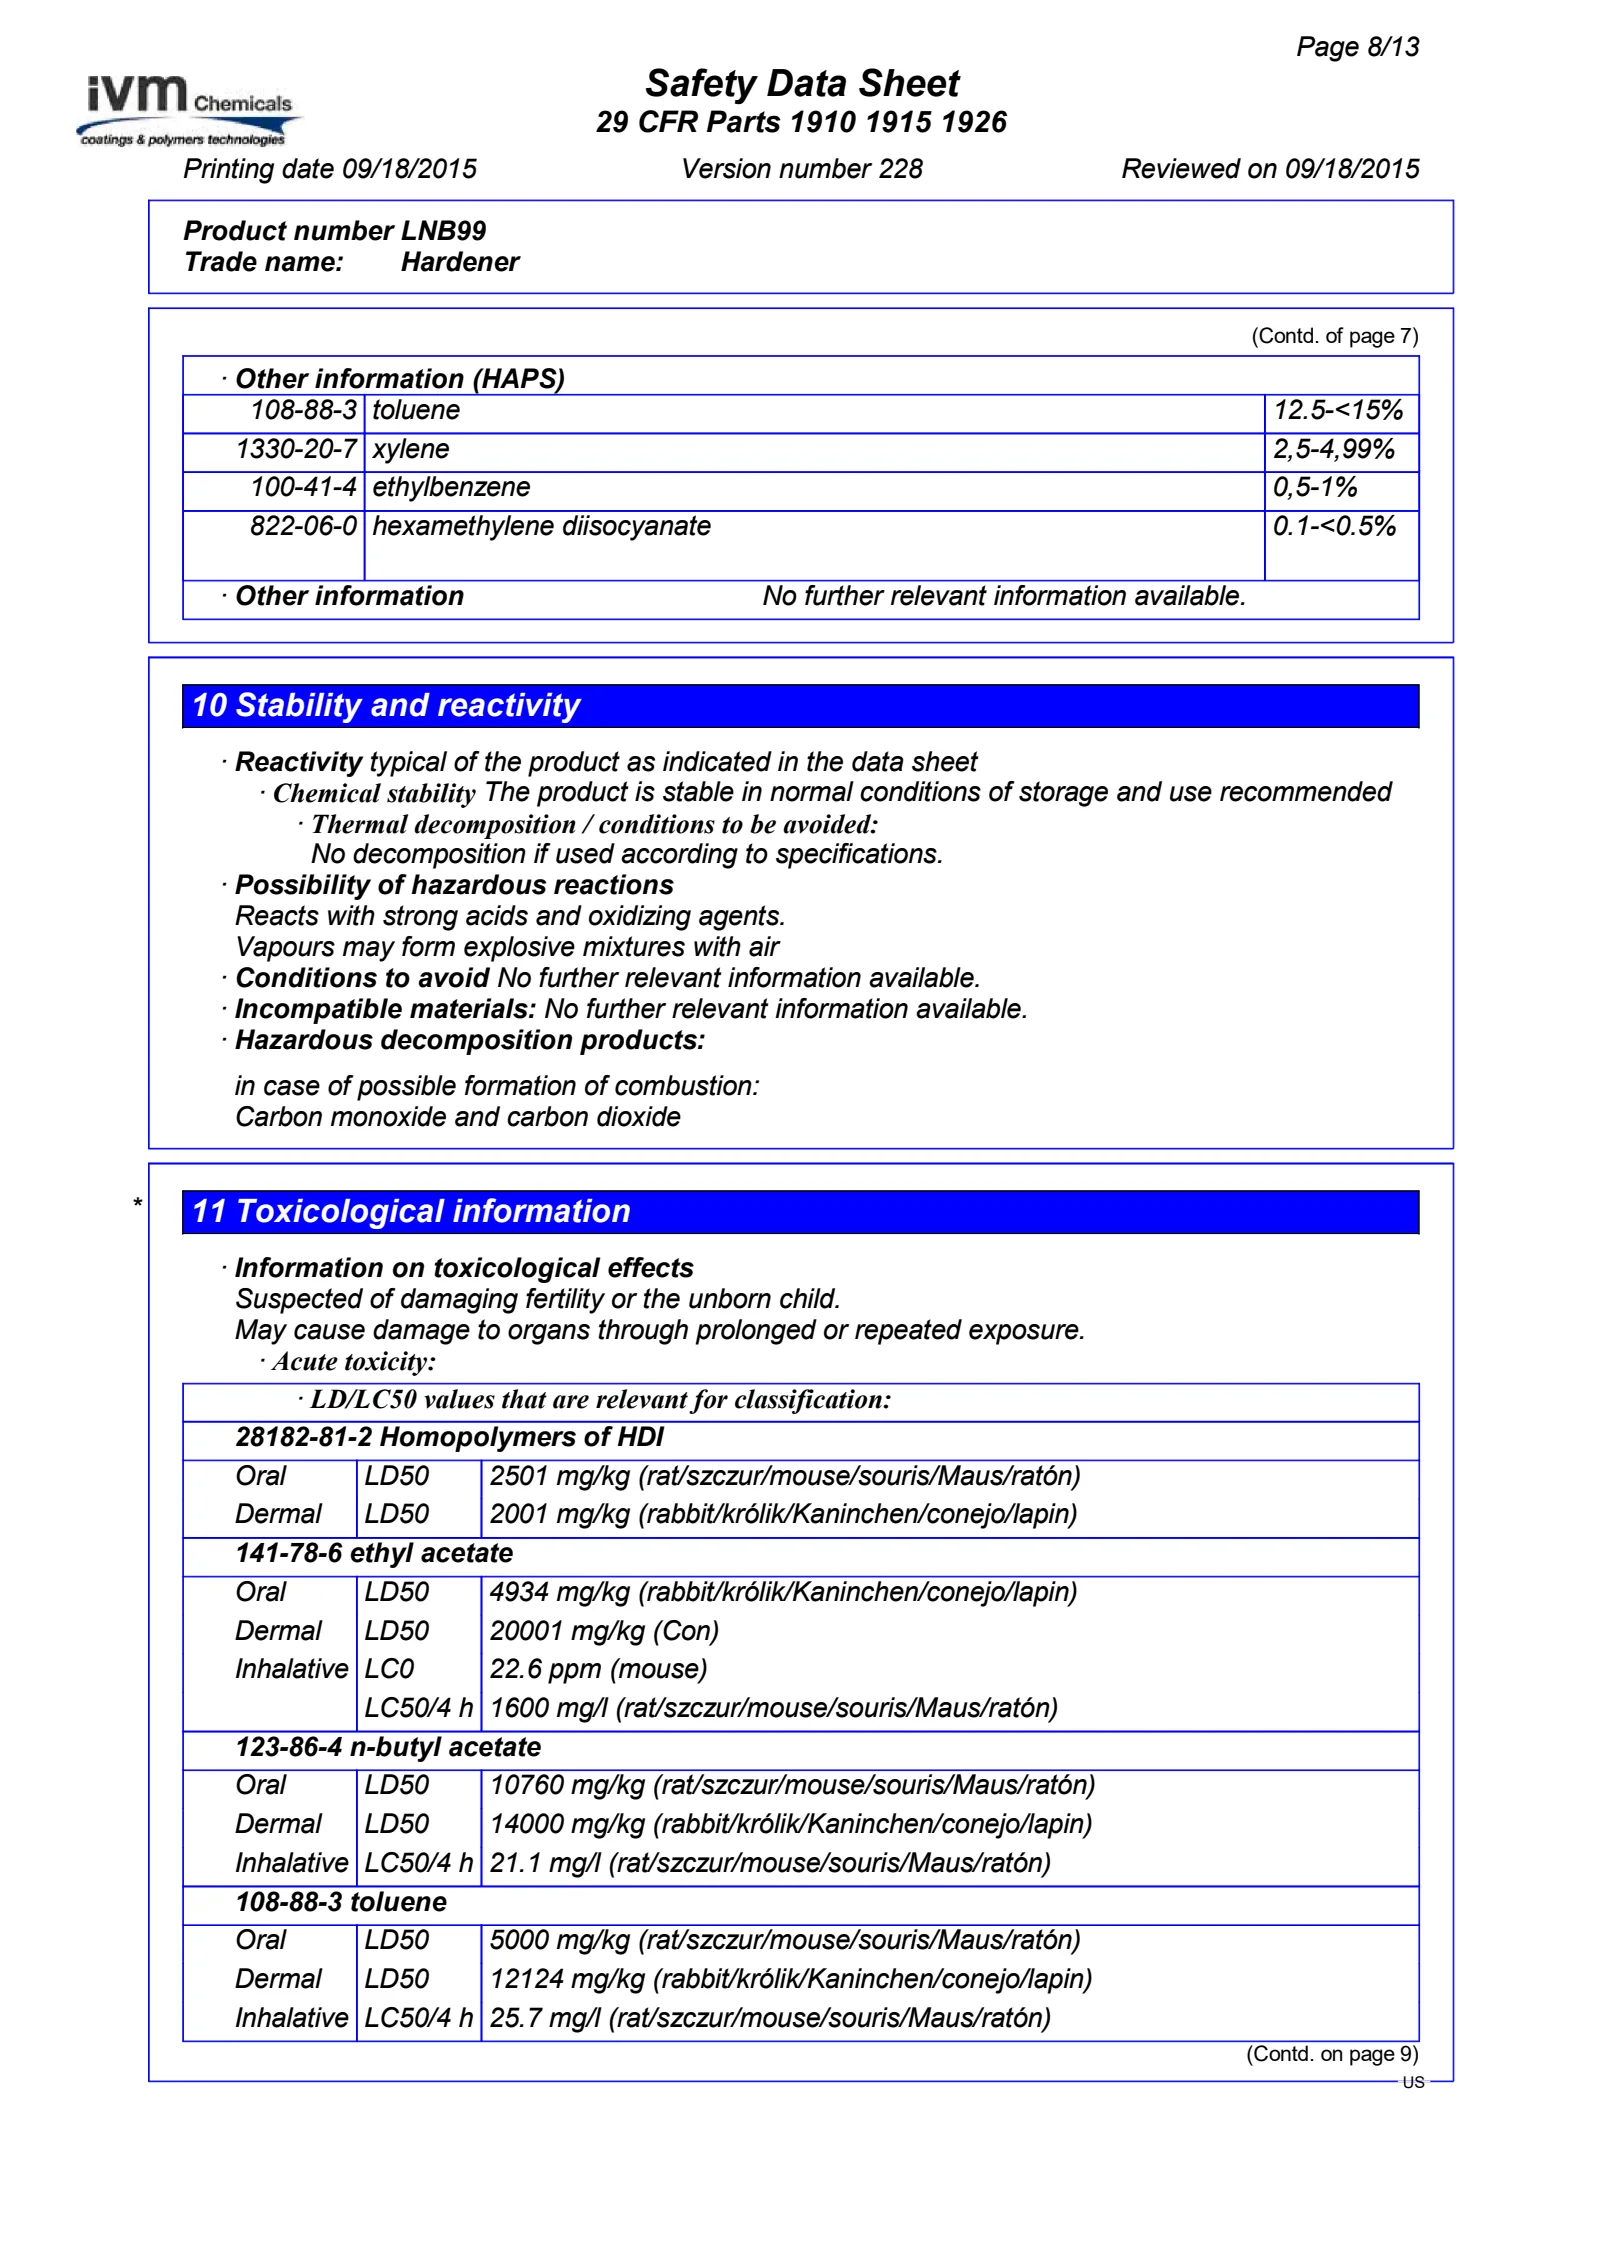 Page 8/13
ivm Chemicals
coatings & polymers technologies
Safety Data Sheet
29 CFR Parts 1910 1915 1926
Printing date 09/18/2015 Version number 228 Reviewed on 09/18/2015
Product number LNB99
Trade name: Hardener
(Contd. of page 7)
· Other information (HAPS)
108-88-3 toluene 12.5-<15%
1330-20-7 xylene 2,5-4,99%
100-41-4 ethylbenzene 0,5-1%
822-06-0 hexamethylene diisocyanate 0.1-<0.5%
· Other information No further relevant information available.
10 Stability and reactivity
· Reactivity typical of the product as indicated in the data sheet
· Chemical stability The product is stable in normal conditions of storage and use recommended
· Thermal decomposition / conditions to be avoided:
No decomposition if used according to specifications.
· Possibility of hazardous reactions
Reacts with strong acids and oxidizing agents.
Vapours may form explosive mixtures with air
· Conditions to avoid No further relevant information available.
· Incompatible materials: No further relevant information available.
· Hazardous decomposition products:
in case of possible formation of combustion:
Carbon monoxide and carbon dioxide
* 11 Toxicological information
· Information on toxicological effects
Suspected of damaging fertility or the unborn child.
May cause damage to organs through prolonged or repeated exposure.
· Acute toxicity:
· LD/LC50 values that are relevant for classification:
28182-81-2 Homopolymers of HDI
Oral LD50 2501 mg/kg (rat/szczur/mouse/souris/Maus/ratón)
Dermal LD50 2001 mg/kg (rabbit/królik/Kaninchen/conejo/lapin)
141-78-6 ethyl acetate
Oral LD50 4934 mg/kg (rabbit/królik/Kaninchen/conejo/lapin)
Dermal LD50 20001 mg/kg (Con)
Inhalative LC0 22.6 ppm (mouse)
LC50/4 h 1600 mg/l (rat/szczur/mouse/souris/Maus/ratón)
123-86-4 n-butyl acetate
Oral LD50 10760 mg/kg (rat/szczur/mouse/souris/Maus/ratón)
Dermal LD50 14000 mg/kg (rabbit/królik/Kaninchen/conejo/lapin)
Inhalative LC50/4 h 21.1 mg/l (rat/szczur/mouse/souris/Maus/ratón)
108-88-3 toluene
Oral LD50 5000 mg/kg (rat/szczur/mouse/souris/Maus/ratón)
Dermal LD50 12124 mg/kg (rabbit/królik/Kaninchen/conejo/lapin)
Inhalative LC50/4 h 25.7 mg/l (rat/szczur/mouse/souris/Maus/ratón)
(Contd. on page 9)
US